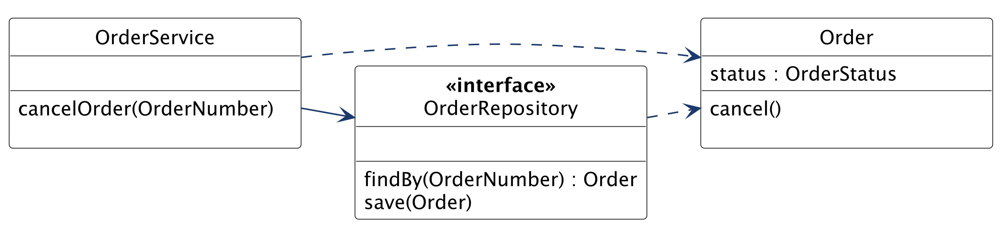 OrderService
cancelOrder(OrderNumber)
«interface»
OrderRepository
findBy(OrderNumber) : Order
save(Order)
Order
status : OrderStatus
cancel()